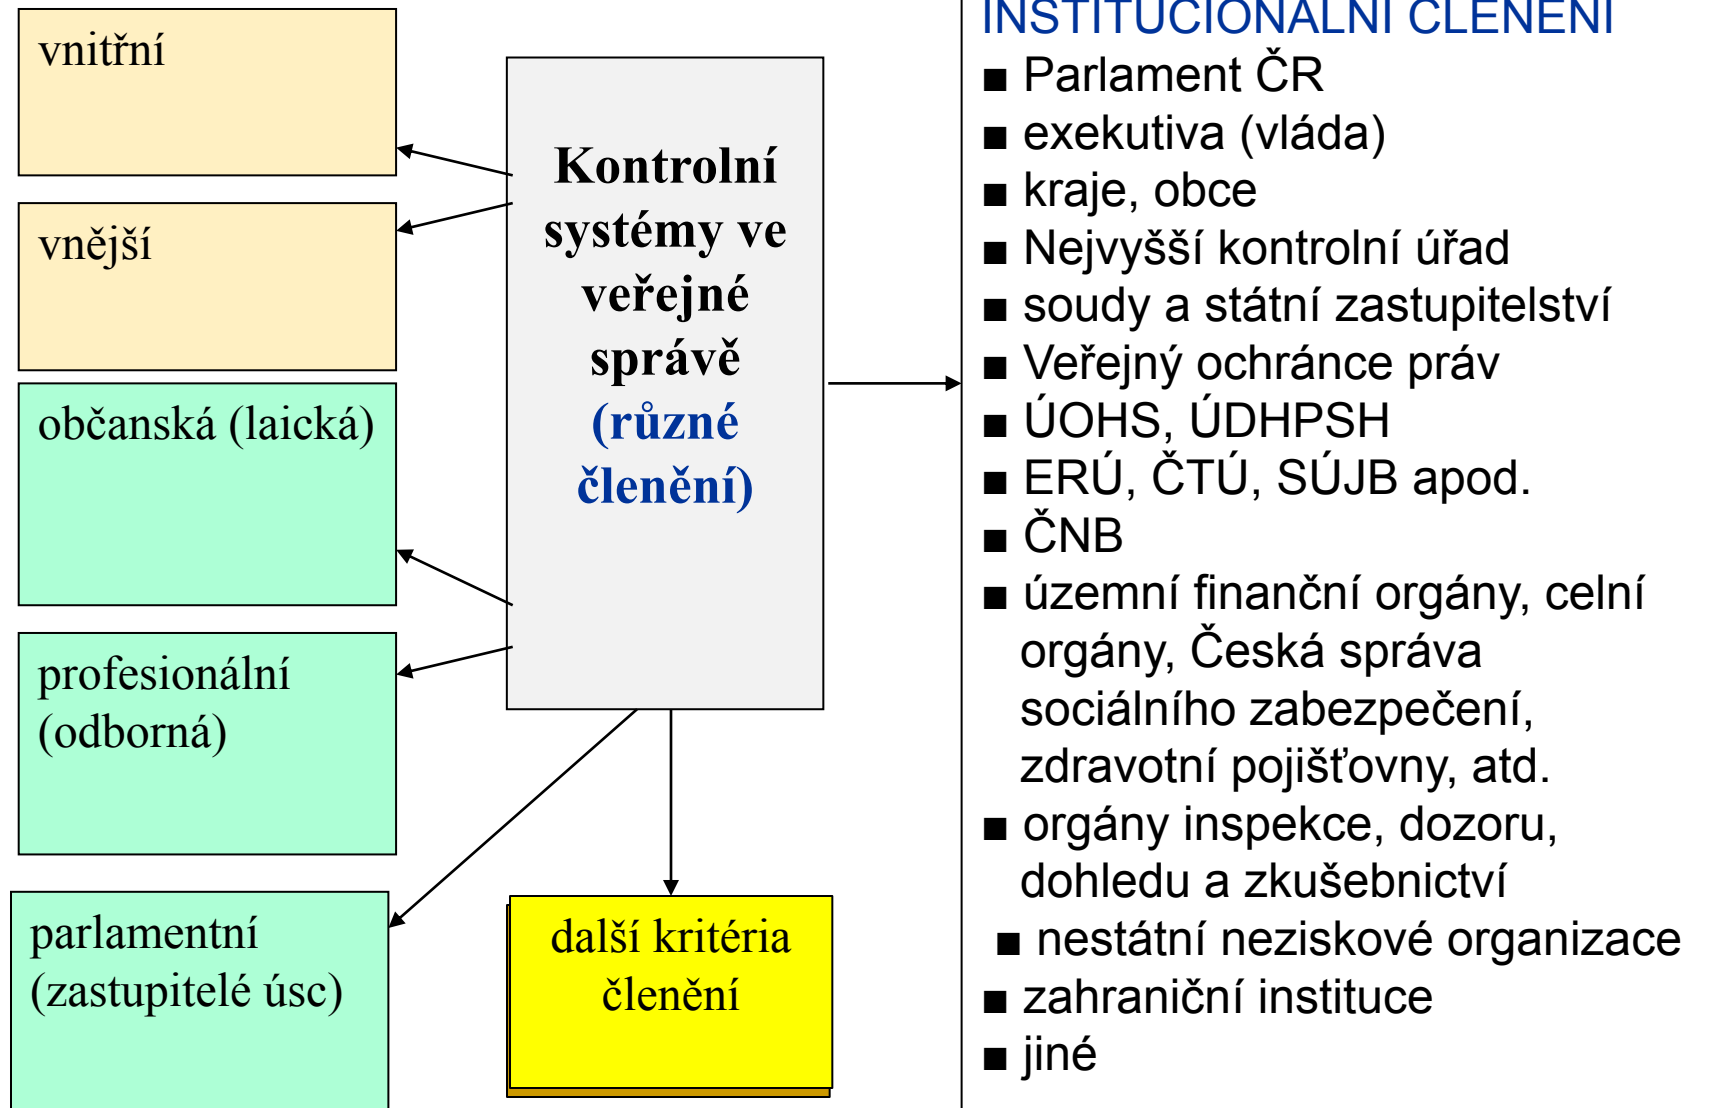 vnitřní
vnější
občanská (laická)
profesionální
(odborná)
parlamentní
(zastupitelé úsc)
Kontrolní
systémy ve
veřejné
správě
(různé
členění)
další kritéria
členění
INSTITUCIONÁLNÍ ČLENĚNÍ
■ Parlament ČR
■ exekutiva (vláda)
■ kraje, obce
■ Nejvyšší kontrolní úřad
■ soudy a státní zastupitelství
■ Veřejný ochránce práv
■ ÚOHS, ÚDHPSH
■ ERÚ, ČTÚ, SÚJB apod.
■ ČNB
■ územní finanční orgány, celní
orgány, Česká správa
sociálního zabezpečení,
zdravotní pojišťovny, atd.
■ orgány inspekce, dozoru,
dohledu a zkušebnictví
■ nestátní neziskové organizace
■ zahraniční instituce
■ jiné